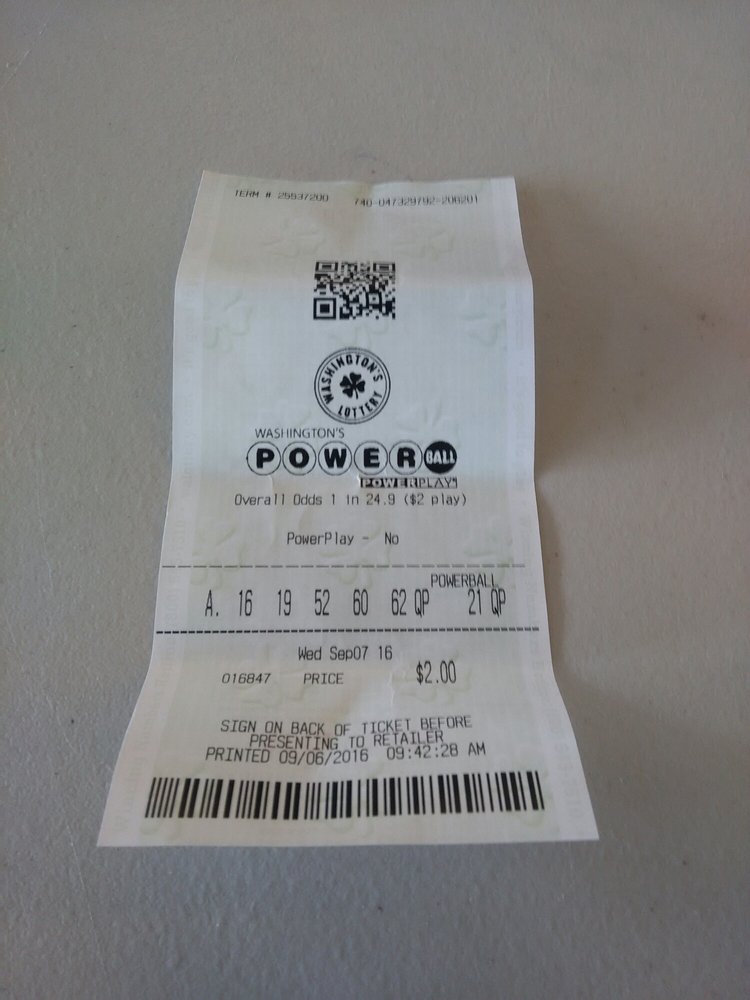 TERM # 25537200 740-047329792-206201
WASHINGTON'S
LOTTERY
WASHINGTON'S
POWERBALL
POWERPLAY
Overall Odds 1 in 24.9 ($2 play)
PowerPlay - No
POWERBALL
A. 16 19 52 60 62 QP 21 QP
Wed Sep07 16
016847 PRICE $2.00
SIGN ON BACK OF TICKET BEFORE
PRESENTING TO RETAILER
PRINTED 09/06/2016 09:42:28 AM